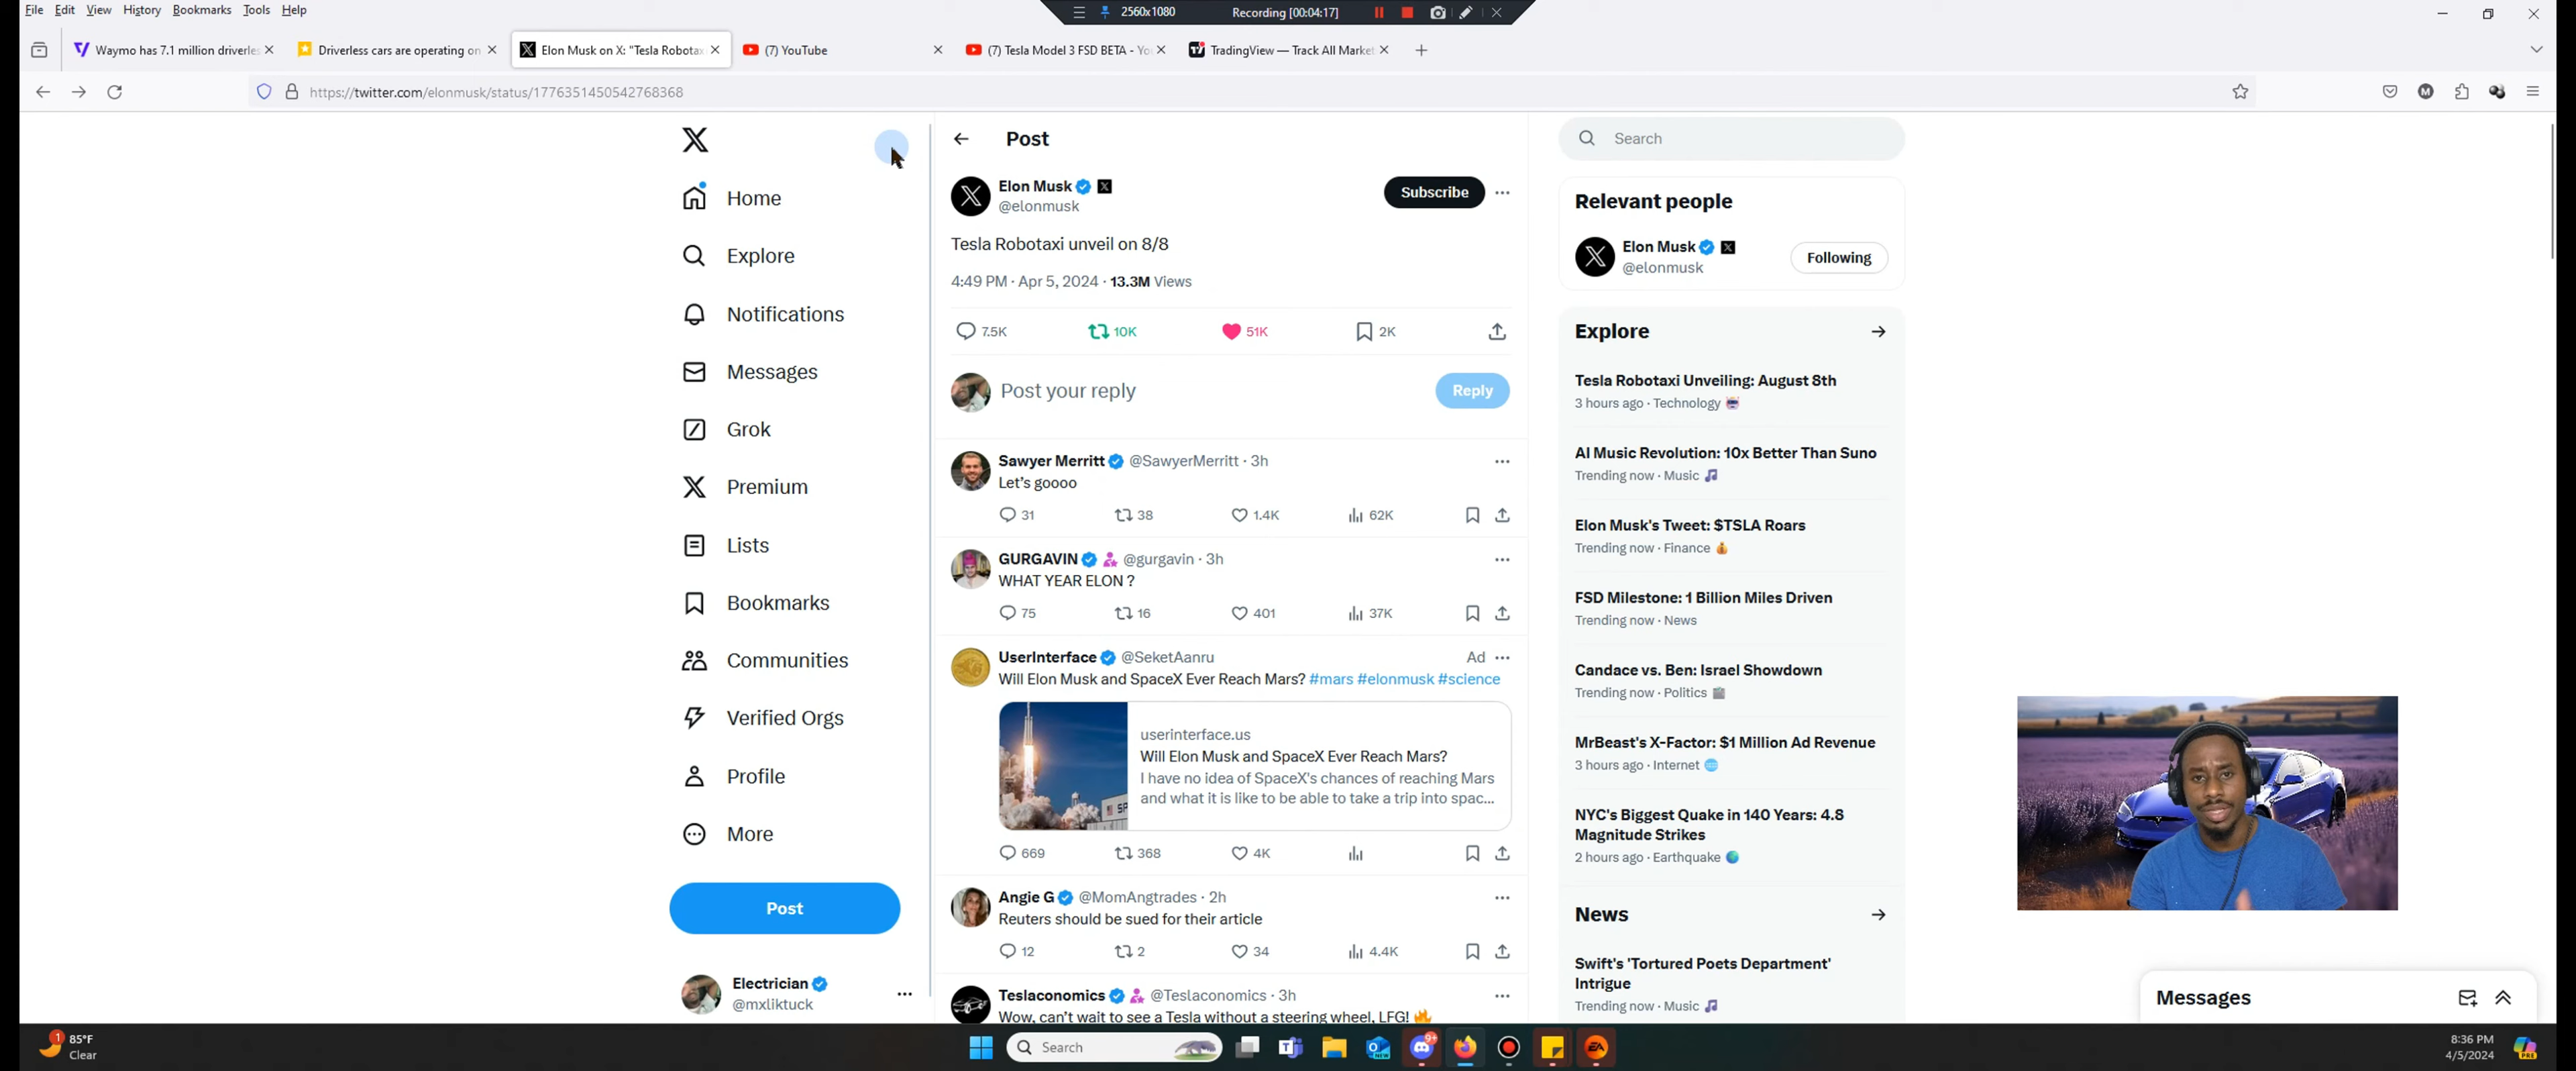 File Edit View History Bookmarks Tools Help
2560x1080 Recording [00:04:17]
Waymo has 7.1 million driverles
Driverless cars are operating on
Elon Musk on X: "Tesla Robotax
(7) YouTube
(7) Tesla Model 3 FSD BETA - Yo
TradingView — Track All Market
https://twitter.com/elonmusk/status/1776351450542768368
Home
Explore
Notifications
Messages
Grok
Premium
Lists
Bookmarks
Communities
Verified Orgs
Profile
More
Post
Electrician
@mxliktuck
Post
Elon Musk
@elonmusk
Subscribe
Tesla Robotaxi unveil on 8/8
4:49 PM · Apr 5, 2024 · 13.3M Views
7.5K 10K 51K 2K
Post your reply
Reply
Sawyer Merritt @SawyerMerritt · 3h
Let's goooo
31 38 1.4K 62K
GURGAVIN @gurgavin · 3h
WHAT YEAR ELON ?
75 16 401 37K
UserInterface @SeketAanru Ad
Will Elon Musk and SpaceX Ever Reach Mars? #mars #elonmusk #science
SP
userinterface.us
Will Elon Musk and SpaceX Ever Reach Mars?
I have no idea of SpaceX's chances of reaching Mars
and what it is like to be able to take a trip into spac...
669 368 4K
Angie G @MomAngtrades · 2h
Reuters should be sued for their article
12 2 34 4.4K
Teslaconomics @Teslaconomics · 3h
Wow, can't wait to see a Tesla without a steering wheel, LFG! 🔥
Search
Relevant people
Elon Musk
@elonmusk
Following
Explore
Tesla Robotaxi Unveiling: August 8th
3 hours ago · Technology
AI Music Revolution: 10x Better Than Suno
Trending now · Music
Elon Musk's Tweet: $TSLA Roars
Trending now · Finance
FSD Milestone: 1 Billion Miles Driven
Trending now · News
Candace vs. Ben: Israel Showdown
Trending now · Politics
MrBeast's X-Factor: $1 Million Ad Revenue
3 hours ago · Internet
NYC's Biggest Quake in 140 Years: 4.8
Magnitude Strikes
2 hours ago · Earthquake
News
Swift's 'Tortured Poets Department'
Intrigue
Trending now · Music
Messages
1
85°F
Clear
Search
NEW
9+
EA
8:36 PM
4/5/2024
PRE